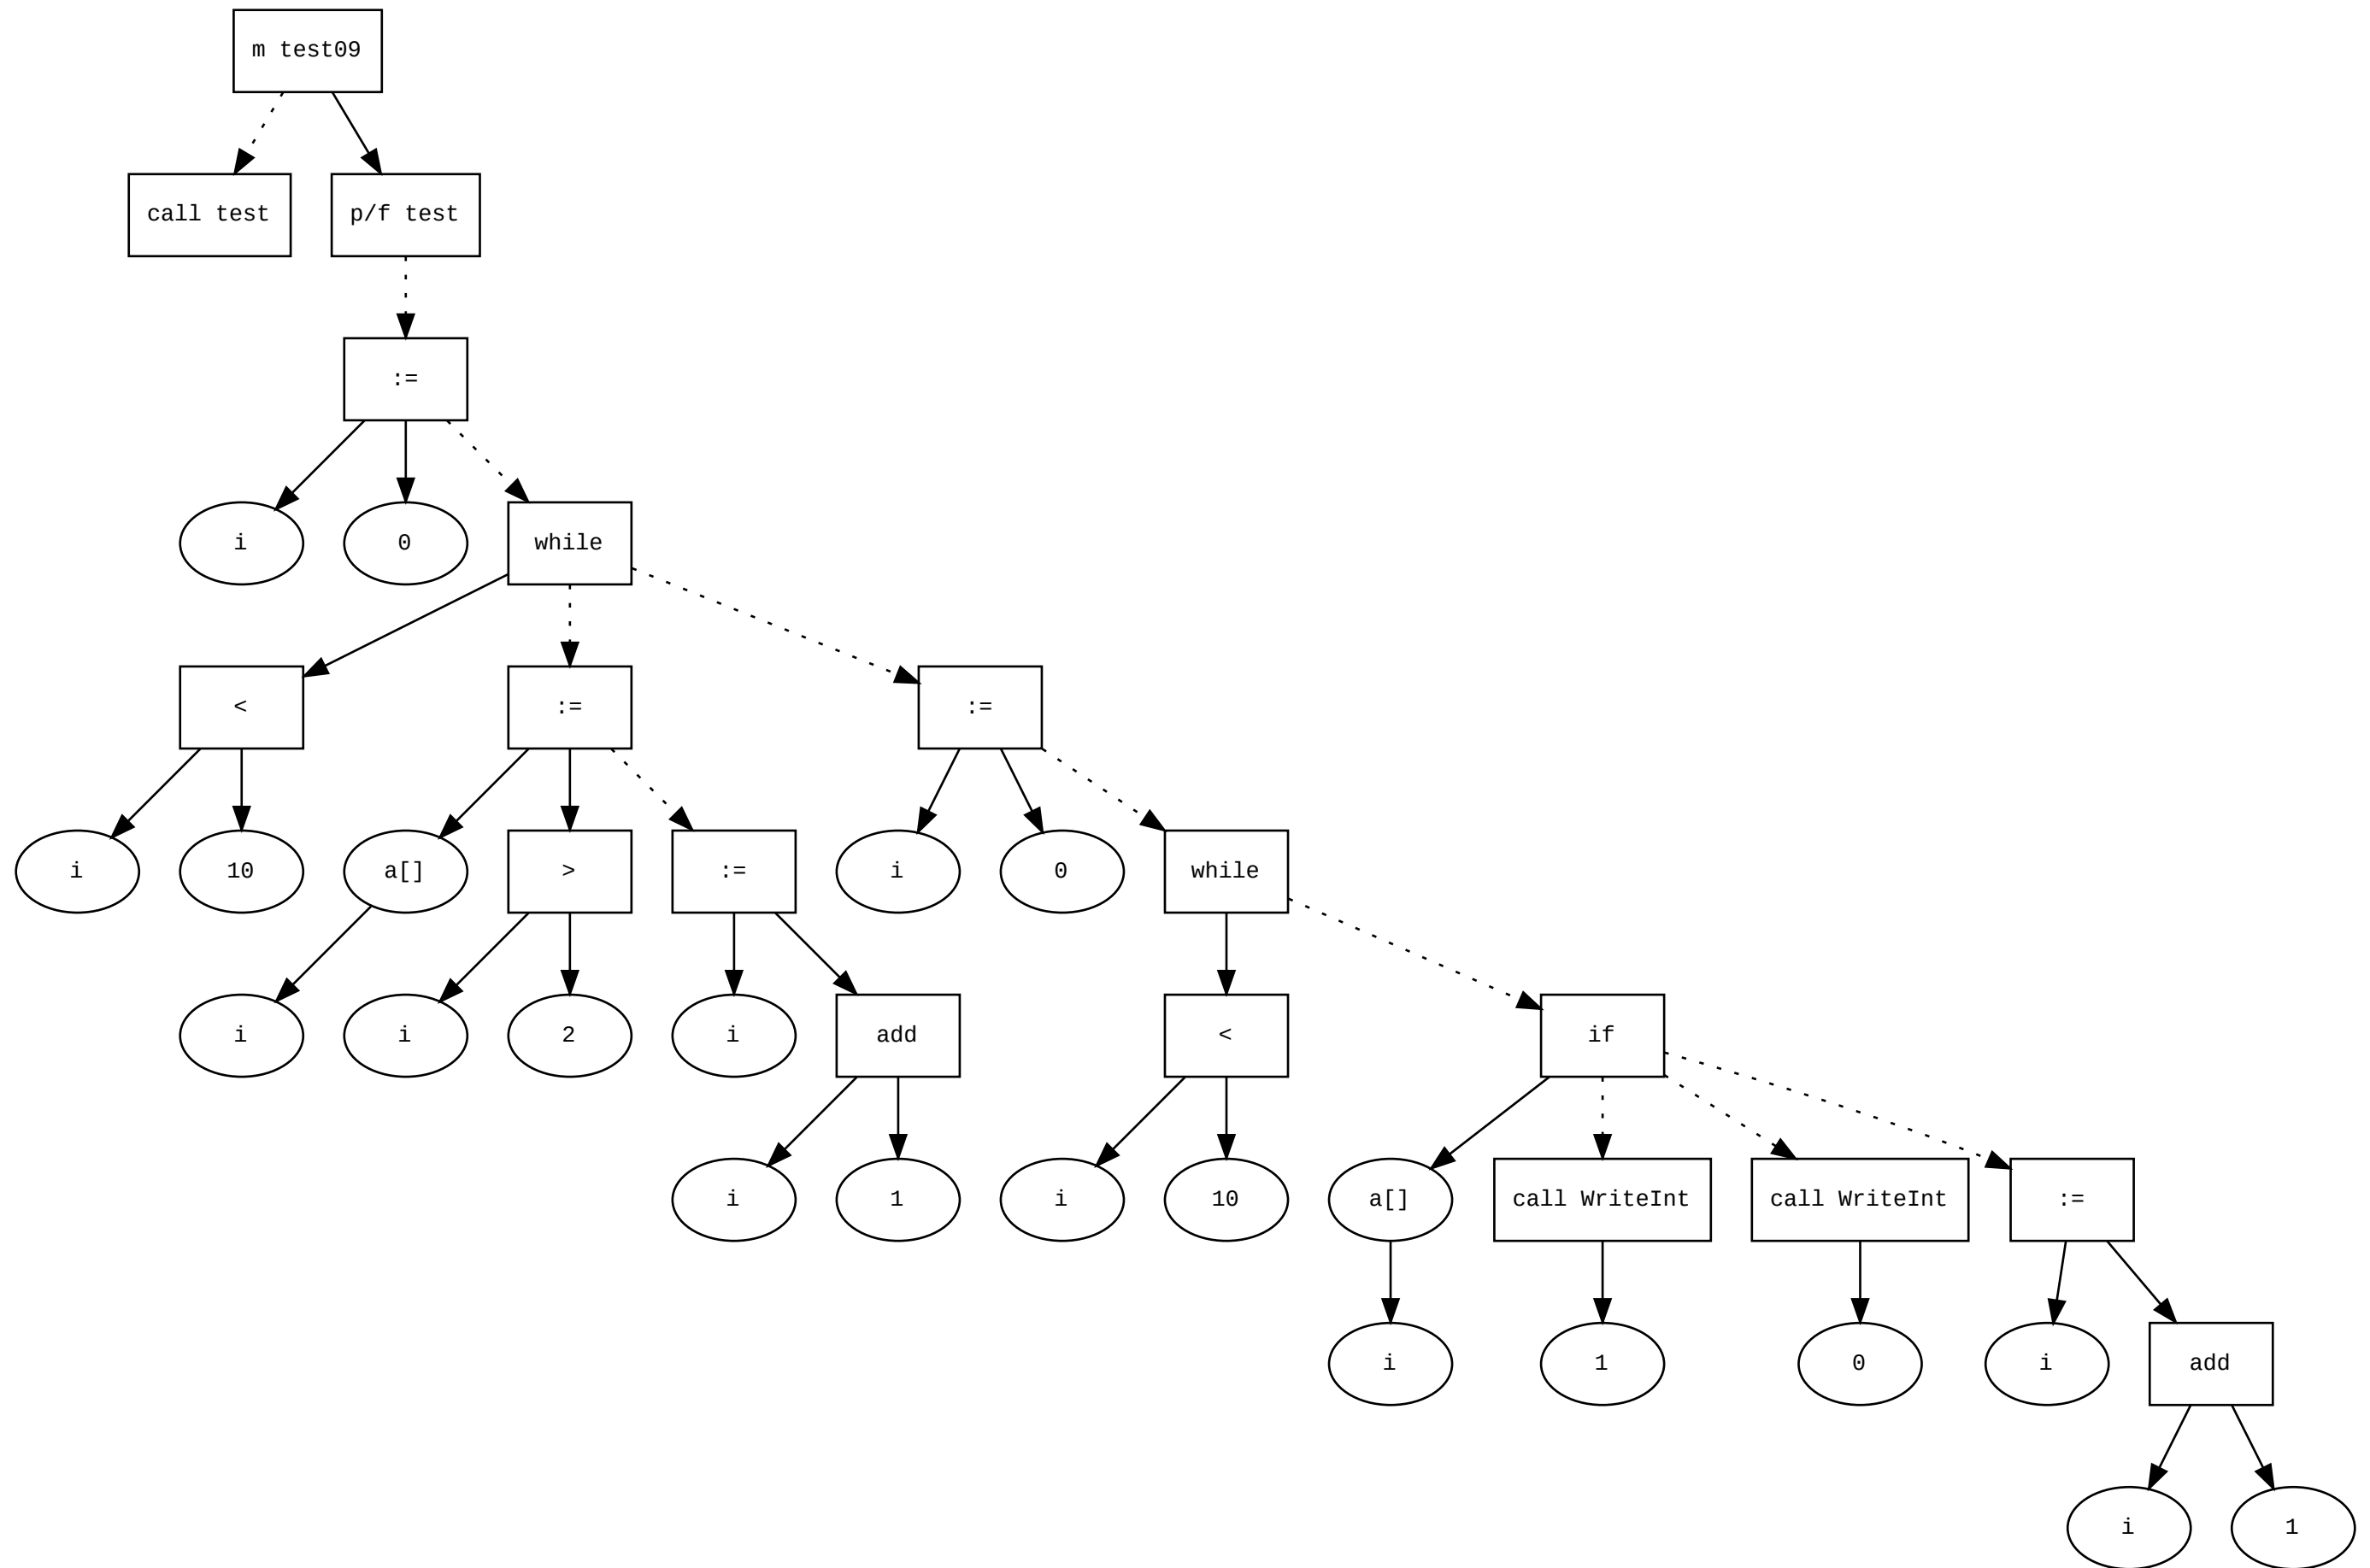 m test09
call test
p/f test
:=
i
0
while
<
:=
:=
i
10
a[]
>
:=
i
0
while
i
i
2
i
add
<
if
i
1
i
10
a[]
call WriteInt
call WriteInt
:=
i
1
0
i
add
i
1